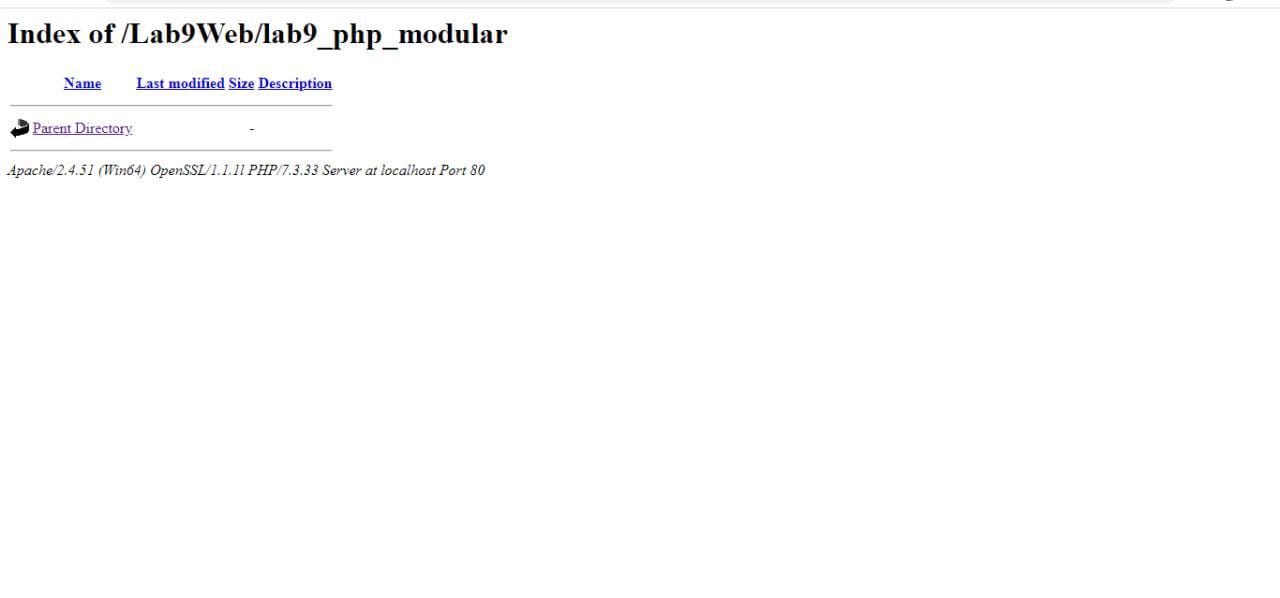 Index of /Lab9Web/lab9_php_modular
Name Last modified Size Description
Parent Directory -
Apache/2.4.51 (Win64) OpenSSL/1.1.1l PHP/7.3.33 Server at localhost Port 80